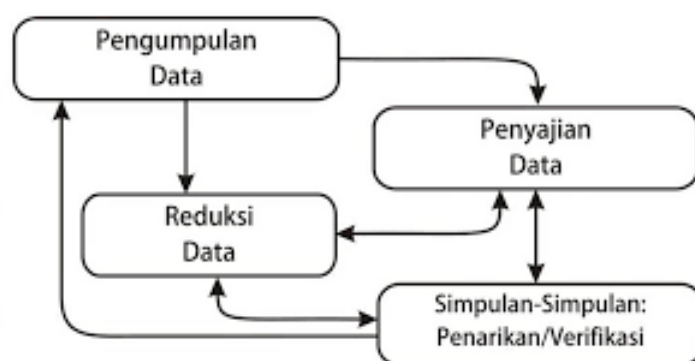 Pengumpulan
Data
Penyajian
Data
Reduksi
Data
Simpulan-Simpulan:
Penarikan/Verifikasi